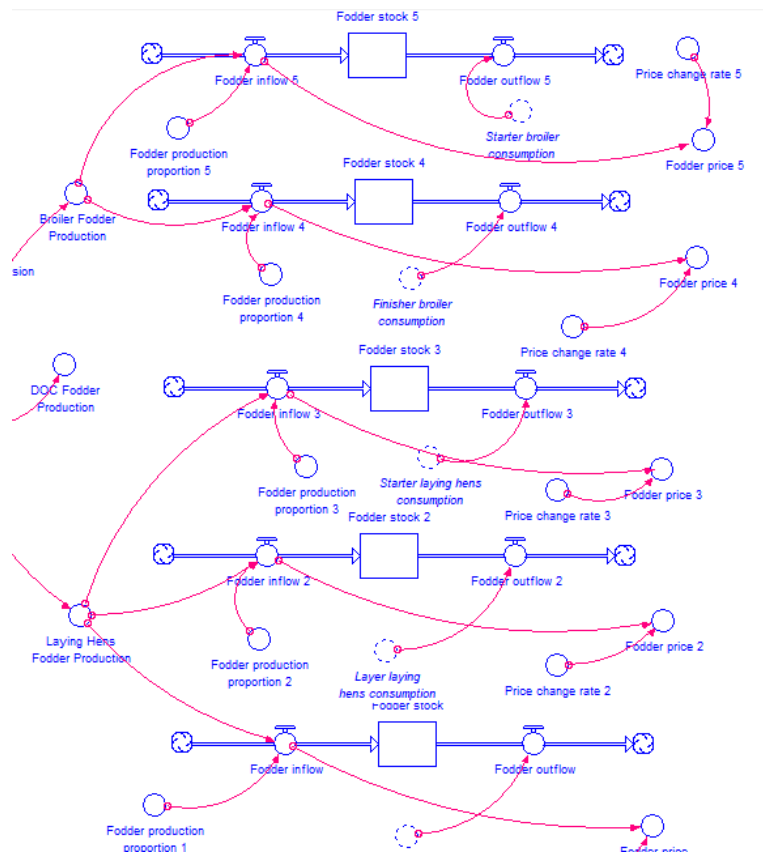 Fodder stock 5
Fodder inflow 5
Fodder outflow 5
Price change rate 5
Fodder production
proportion 5
Starter broiler
consumption
Fodder price 5
Fodder stock 4
Broiler Fodder
Production
Fodder inflow 4
Fodder outflow 4
sion
Fodder production
proportion 4
Finisher broiler
consumption
Fodder price 4
Price change rate 4
Fodder stock 3
DOC Fodder
Production
Fodder inflow 3
Fodder outflow 3
Fodder production
proportion 3
Starter laying hens
consumption
Price change rate 3
Fodder price 3
Fodder stock 2
Fodder inflow 2
Fodder outflow 2
Laying Hens
Fodder Production
Fodder production
proportion 2
Layer laying
hens consumption
Fodder price 2
Price change rate 2
Fodder stock
Fodder inflow
Fodder outflow
Fodder production
proportion 1
Fodder price